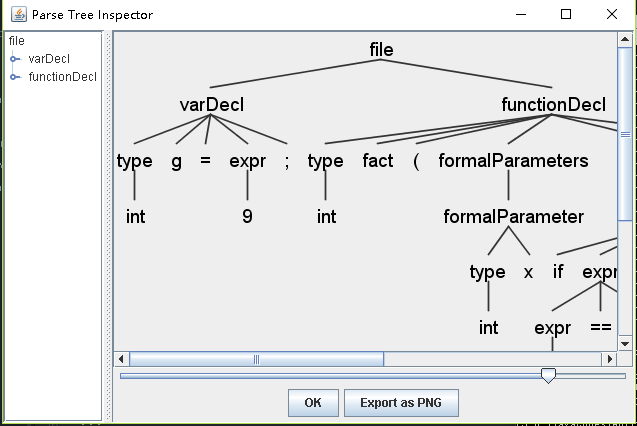 Parse Tree Inspector
file
varDecl
functionDecl
file
varDecl functionDecl
type g = expr ; type fact ( formalParameters
int 9 int formalParameter
type x if expr
int expr ==
OK Export as PNG